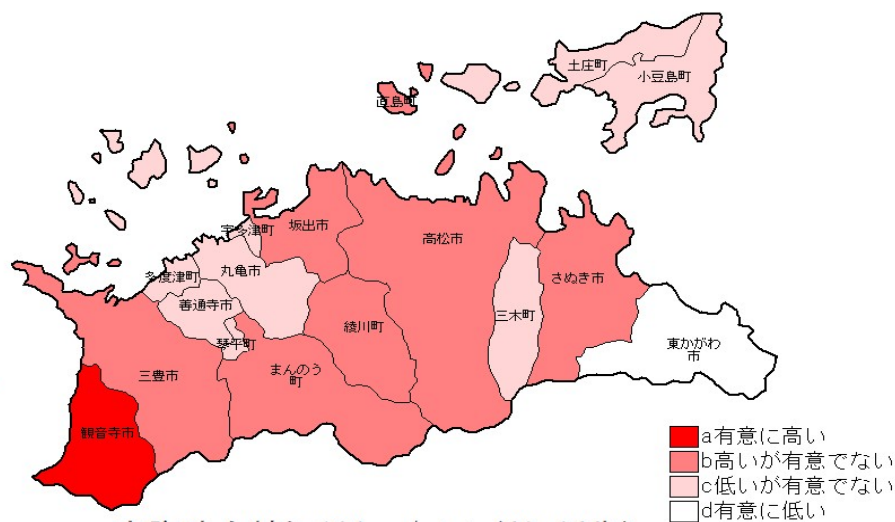 土庄町
小豆島町
直島町
宇多津町
坂出市
高松市
多度津町
丸亀市
さぬき市
善通寺市
綾川町
三木町
琴平町
東かがわ
市
三豊市
まんのう
町
観音寺市
a有意に高い
b高いが有意でない
c低いが有意でない
d有意に低い